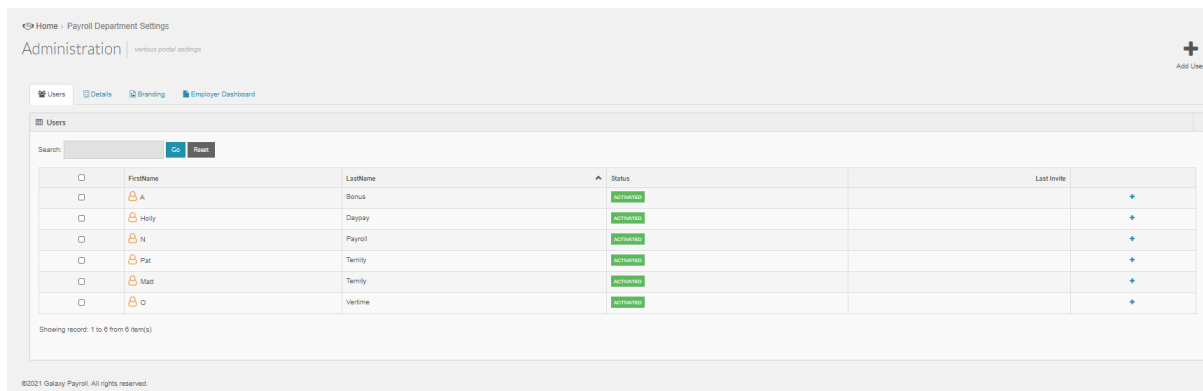 Home > Payroll Department Settings
Administration | various portal settings
Add Use
Users Details Branding Employer Dashboard
Users
Search: Go Reset
FirstName LastName Status Last Invite
A Bonus ACTIVATED
Holly Daypay ACTIVATED
N Payroll ACTIVATED
Pat Ternity ACTIVATED
Matt Ternity ACTIVATED
O Vertime ACTIVATED
Showing record: 1 to 6 from 6 item(s)
©2021 Galaxy Payroll. All rights reserved.